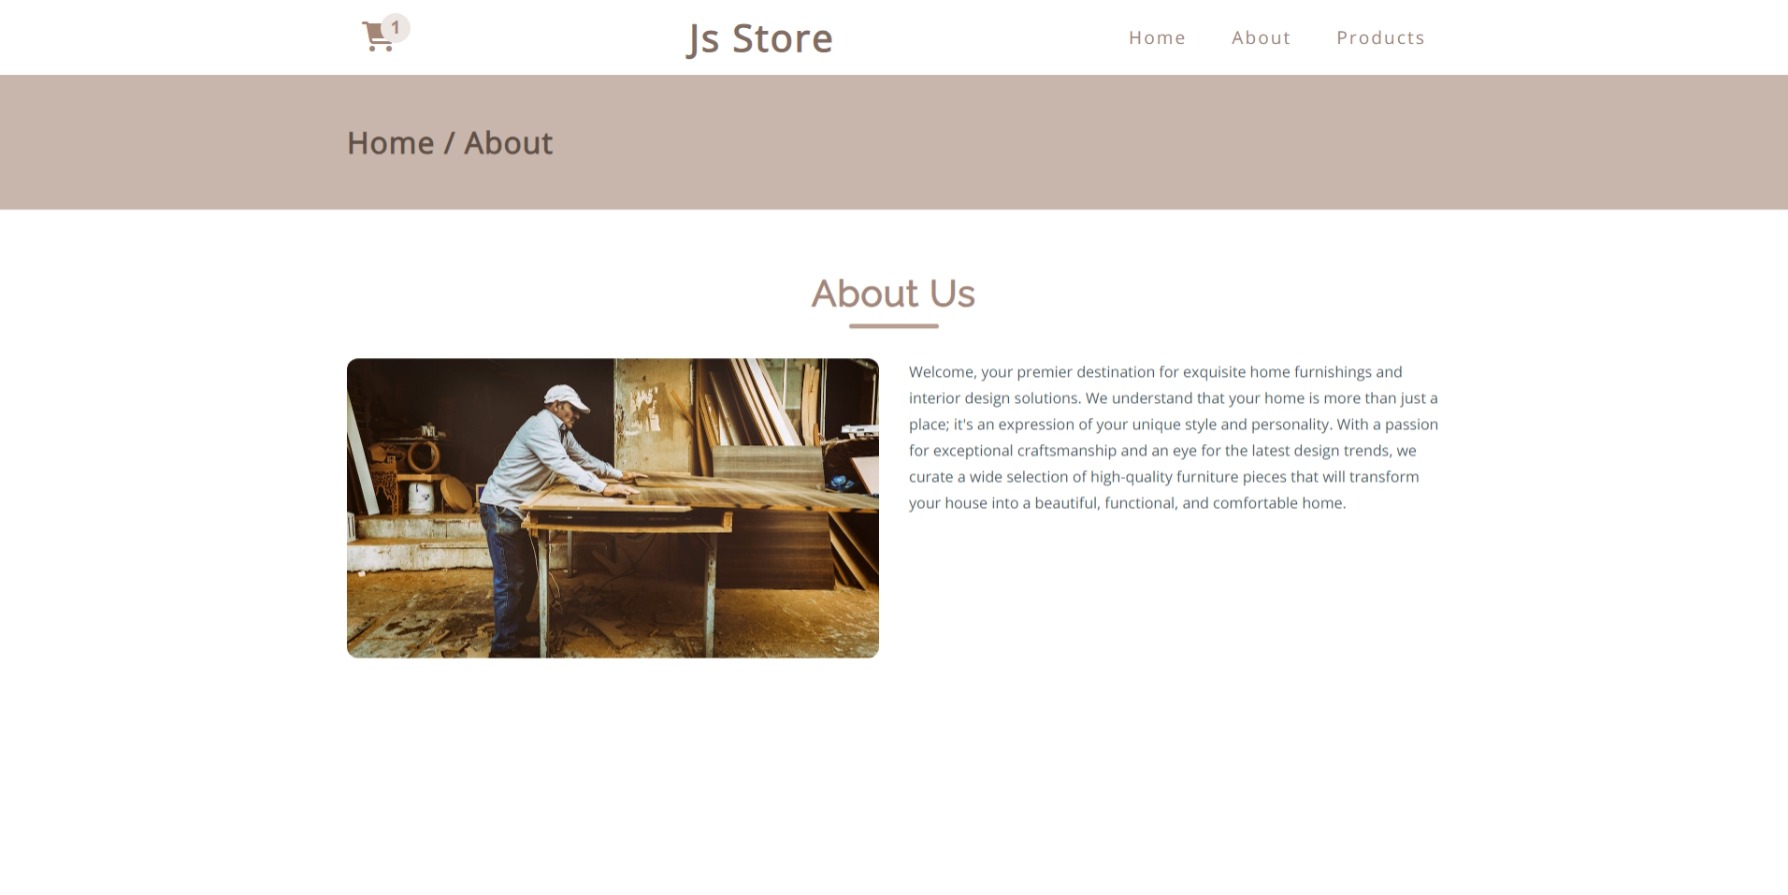 1
Js Store
Home
About
Products
Home / About
About Us
Welcome, your premier destination for exquisite home furnishings and
interior design solutions. We understand that your home is more than just a
place; it's an expression of your unique style and personality. With a passion
for exceptional craftsmanship and an eye for the latest design trends, we
curate a wide selection of high-quality furniture pieces that will transform
your house into a beautiful, functional, and comfortable home.